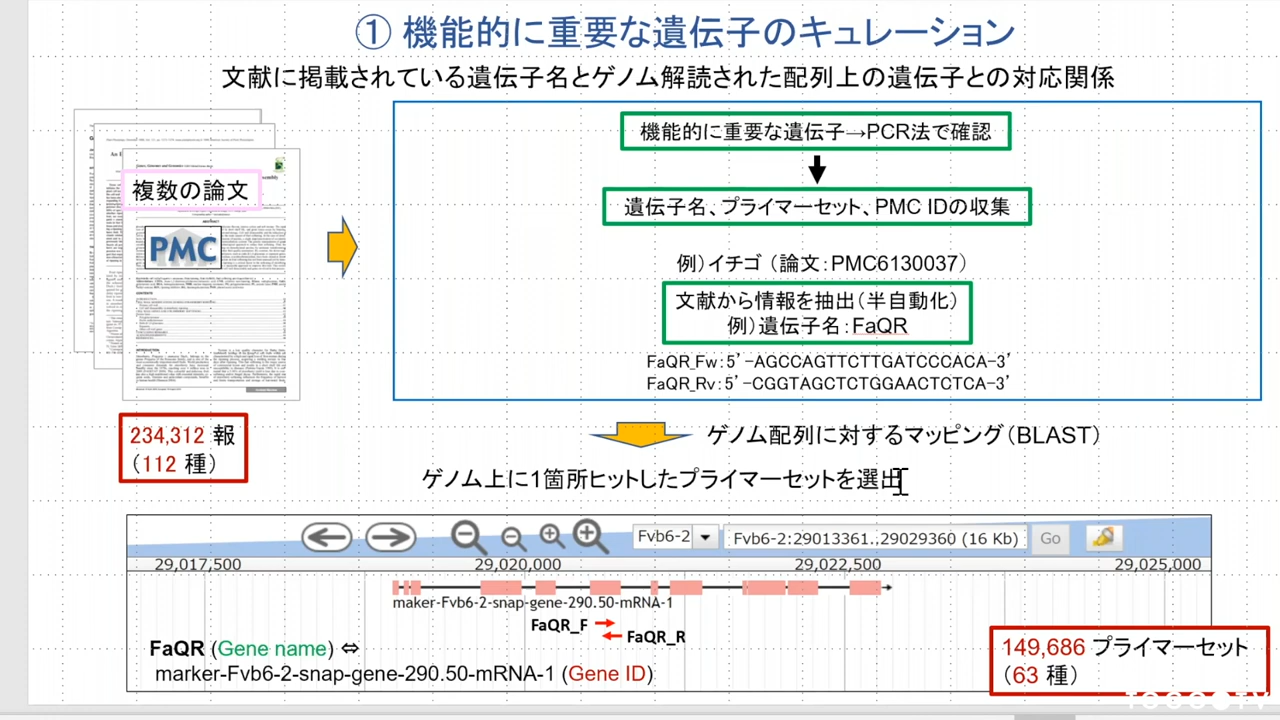 ① 機能的に重要な遺伝子のキュレーション
文献に掲載されている遺伝子名とゲノム解読された配列上の遺伝子との対応関係
複数の論文
PMC
234,312 報
（112 種）
機能的に重要な遺伝子→PCR法で確認
遺伝子名、プライマーセット、PMC IDの収集
例）イチゴ （論文：PMC6130037）
文献から情報を抽出（半自動化）
例）遺伝子名：FaQR
FaQR_Fw：5’-AGCCAGTTCTTGATCCCACA-3’
FaQR_Rv：5’-CGGTAGCTCTGGAACTCTCA-3’
ゲノム配列に対するマッピング（BLAST）
ゲノム上に1箇所ヒットしたプライマーセットを選出
Fvb6-2
Fvb6-2:29013361..29029360 (16 Kb)
Go
29,017,500 29,020,000 29,022,500 29,025,000
maker-Fvb6-2-snap-gene-290.50-mRNA-1
FaQR_F
FaQR_R
FaQR (Gene name) ⇔
marker-Fvb6-2-snap-gene-290.50-mRNA-1 (Gene ID)
149,686 プライマーセット
（63 種）